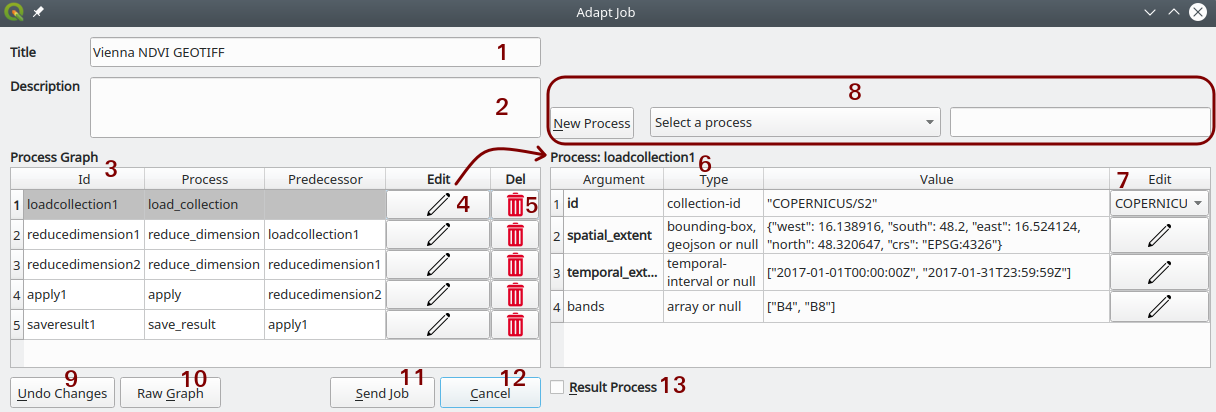 Adapt Job
Title
Vienna NDVI GEOTIFF
1
Description
2
8
New Process
Select a process
Process Graph
3
Id Process Predecessor Edit Del
1 loadcollection1 load_collection 4 5
2 reducedimension1 reduce_dimension loadcollection1
3 reducedimension2 reduce_dimension reducedimension1
4 apply1 apply reducedimension2
5 saveresult1 save_result apply1
Process: loadcollection1
6
Argument Type Value 7 Edit
1 id collection-id "COPERNICUS/S2" COPERNICU
2 spatial_extent bounding-box, geojson or null {"west": 16.138916, "south": 48.2, "east": 16.524124, "north": 48.320647, "crs": "EPSG:4326"}
3 temporal_ext... temporal-interval or null ["2017-01-01T00:00:00Z", "2017-01-31T23:59:59Z"]
4 bands array or null ["B4", "B8"]
9 10 11 12
Undo Changes Raw Graph Send Job Cancel
Result Process 13